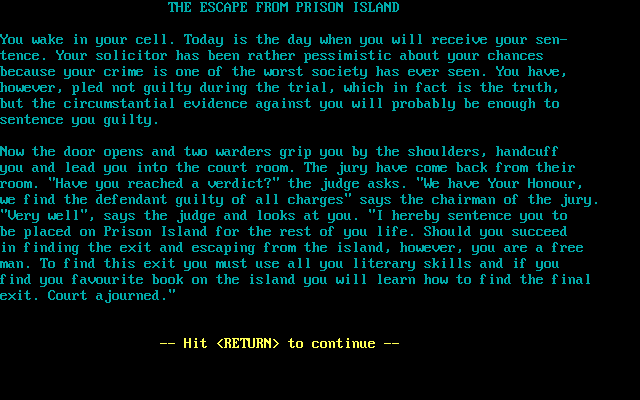 THE ESCAPE FROM PRISON ISLAND
You wake in your cell. Today is the day when you will receive your sen-
tence. Your solicitor has been rather pessimistic about your chances
because your crime is one of the worst society has ever seen. You have,
however, pled not guilty during the trial, which in fact is the truth,
but the circumstantial evidence against you will probably be enough to
sentence you guilty.
Now the door opens and two warders grip you by the shoulders, handcuff
you and lead you into the court room. The jury have come back from their
room. "Have you reached a verdict?" the judge asks. "We have Your Honour,
we find the defendant guilty of all charges" says the chairman of the jury.
"Very well", says the judge and looks at you. "I hereby sentence you to
be placed on Prison Island for the rest of you life. Should you succeed
in finding the exit and escaping from the island, however, you are a free
man. To find this exit you must use all you literary skills and if you
find you favourite book on the island you will learn how to find the final
exit. Court ajourned."
-- Hit <RETURN> to continue --